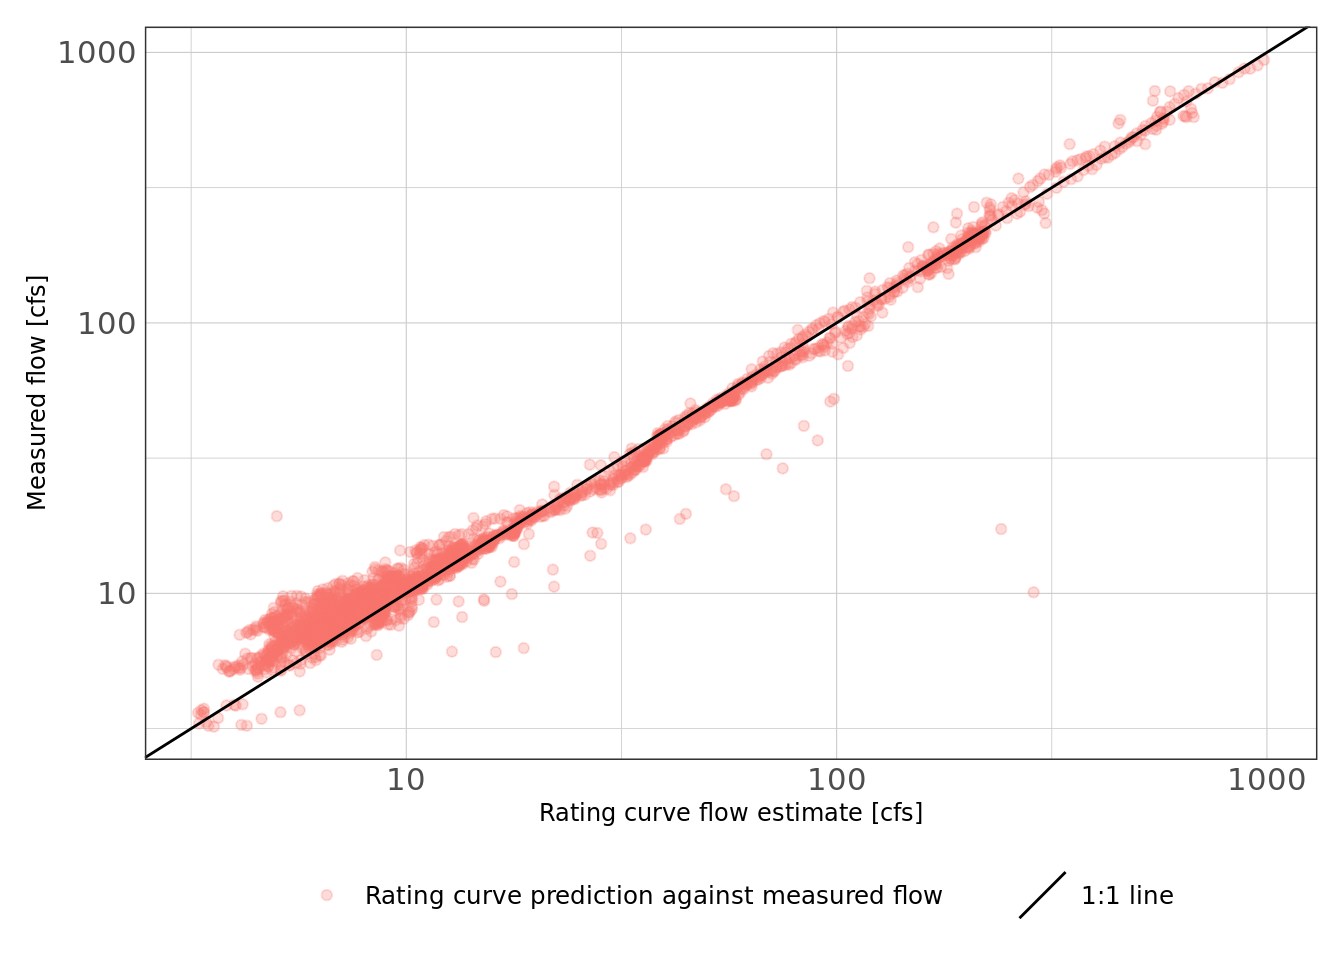 1000
100
10
Measured flow [cfs]
10
100
1000
Rating curve flow estimate [cfs]
Rating curve prediction against measured flow
1:1 line